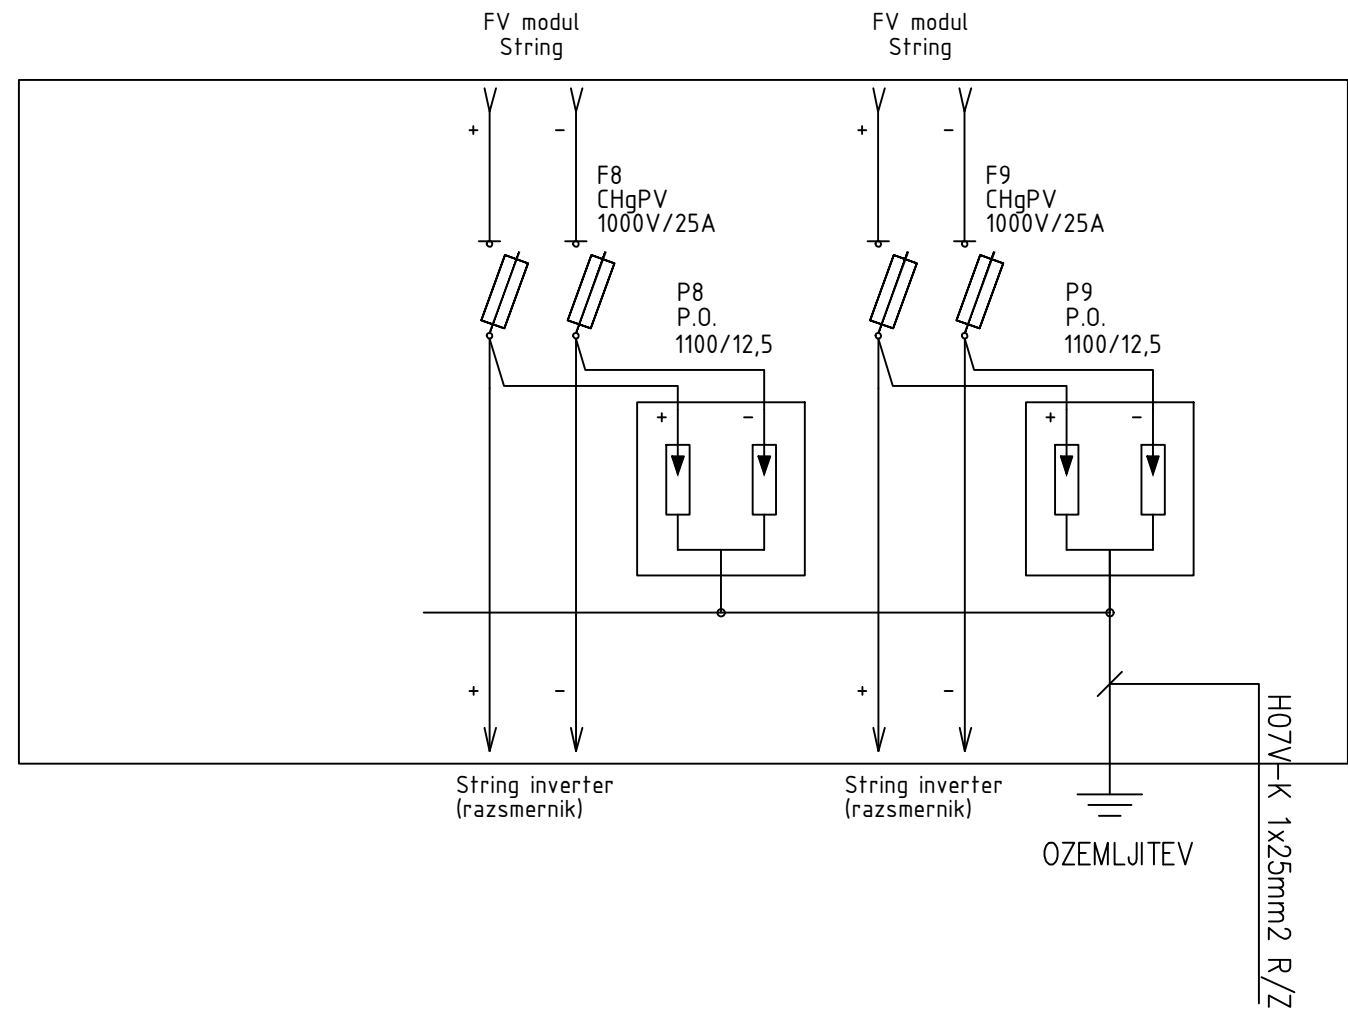 FV modul
String
FV modul
String
+
-
+
-
F8
CHgPV
1000V/25A
F9
CHgPV
1000V/25A
P8
P.O.
1100/12,5
P9
P.O.
1100/12,5
+
-
+
-
+
-
+
-
String inverter
(razsmernik)
String inverter
(razsmernik)
OZEMLJITEV
H07V-K 1x25mm2 R/Z